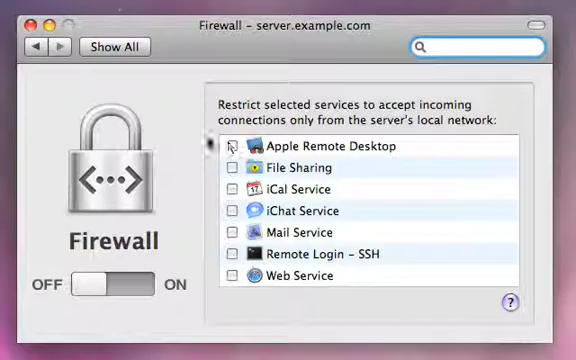 Firewall – server.example.com
Show All
Restrict selected services to accept incoming
connections only from the server's local network:
Apple Remote Desktop
File Sharing
17 iCal Service
iChat Service
Mail Service
Remote Login – SSH
Web Service
Firewall
OFF ON
?